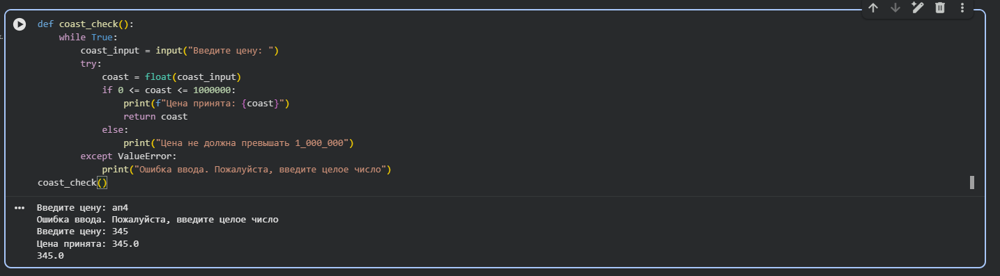 def coast_check():
    while True:
        coast_input = input("Введите цену: ")
        try:
            coast = float(coast_input)
            if 0 <= coast <= 1000000:
                print(f"Цена принята: {coast}")
                return coast
            else:
                print("Цена не должна превышать 1_000_000")
        except ValueError:
            print("Ошибка ввода. Пожалуйста, введите целое число")
coast_check()
Введите цену: ап4
Ошибка ввода. Пожалуйста, введите целое число
Введите цену: 345
Цена принята: 345.0
345.0